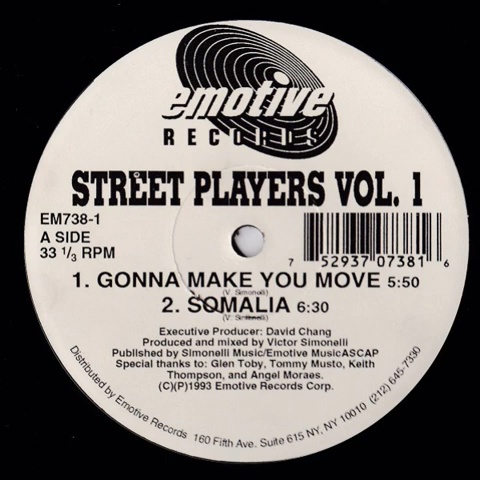 emotive
RECORDS
STREET PLAYERS VOL. 1
EM738-1
A SIDE
33 1/3 RPM
7 52937 07381 6
1. GONNA MAKE YOU MOVE 5:50
(V. Simonelli)
2. SOMALIA 6:30
(V. Simonelli)
Executive Producer: David Chang
Produced and mixed by Victor Simonelli
Published by Simonelli Music/Emotive MusicASCAP
Special thanks to: Glen Toby, Tommy Musto, Keith
Thompson, and Angel Moraes.
(C)(P)1993 Emotive Records Corp.
Distributed by Emotive Records 160 Fifth Ave. Suite 615 NY, NY, 10010 (212) 645-7330